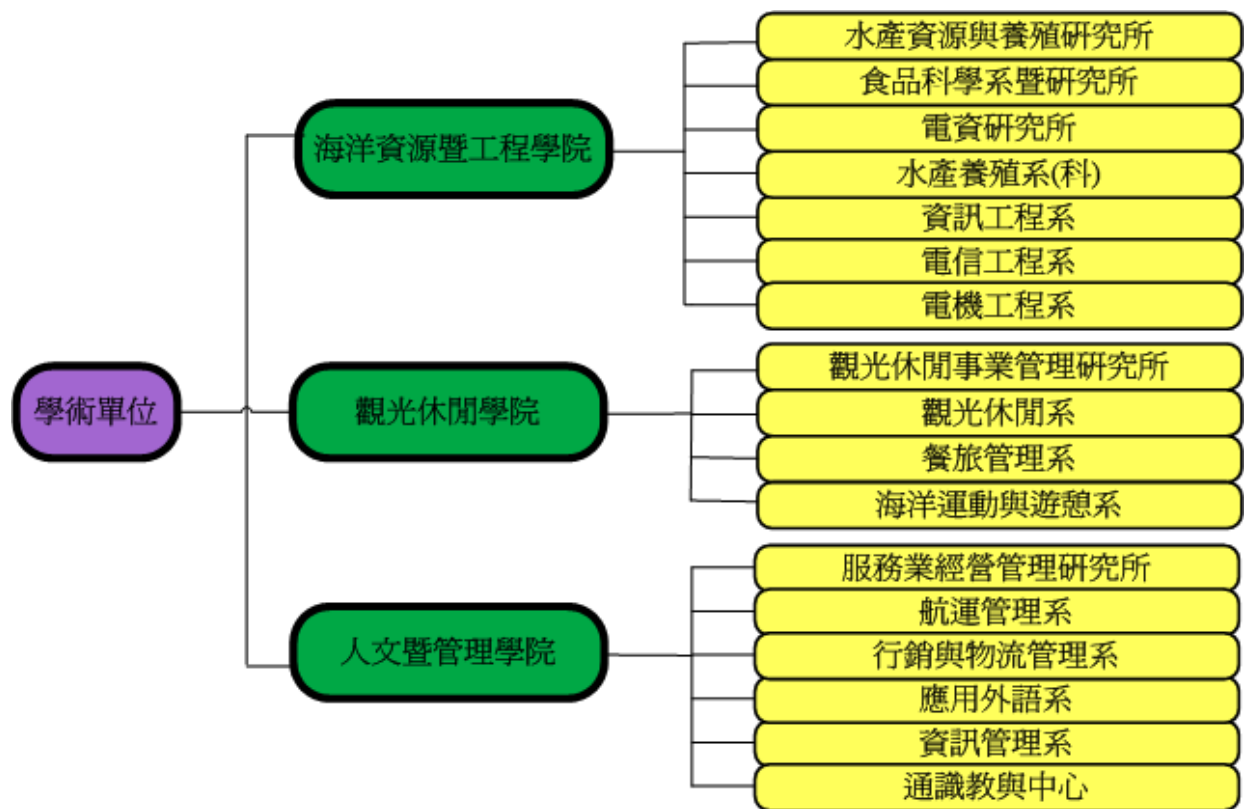 學術單位
海洋資源暨工程學院
水產資源與養殖研究所
食品科學系暨研究所
電資研究所
水產養殖系(科)
資訊工程系
電信工程系
電機工程系
觀光休閒學院
觀光休閒事業管理研究所
觀光休閒系
餐旅管理系
海洋運動與遊憩系
人文暨管理學院
服務業經營管理研究所
航運管理系
行銷與物流管理系
應用外語系
資訊管理系
通識教與中心